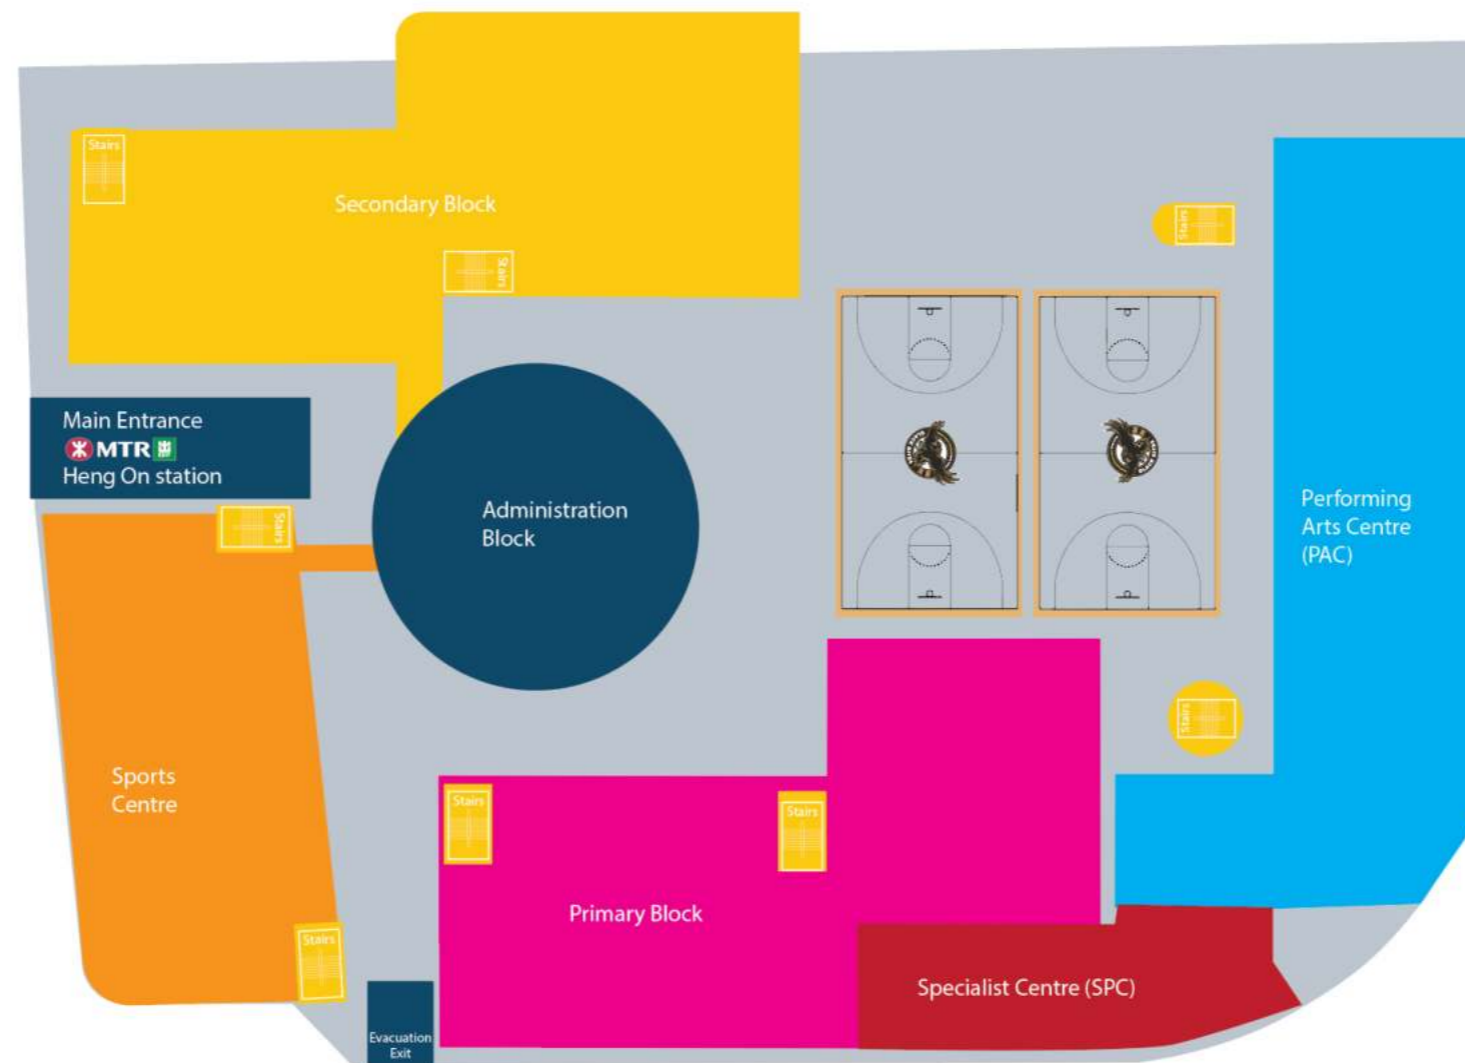 Stairs
Secondary Block
Stairs
Stairs
Main Entrance
MTR
Heng On station
Stairs
Administration
Block
Performing
Arts Centre
(PAC)
Stairs
Sports
Centre
Stairs
Stairs
Primary Block
Stairs
Specialist Centre (SPC)
Evacuation
Exit